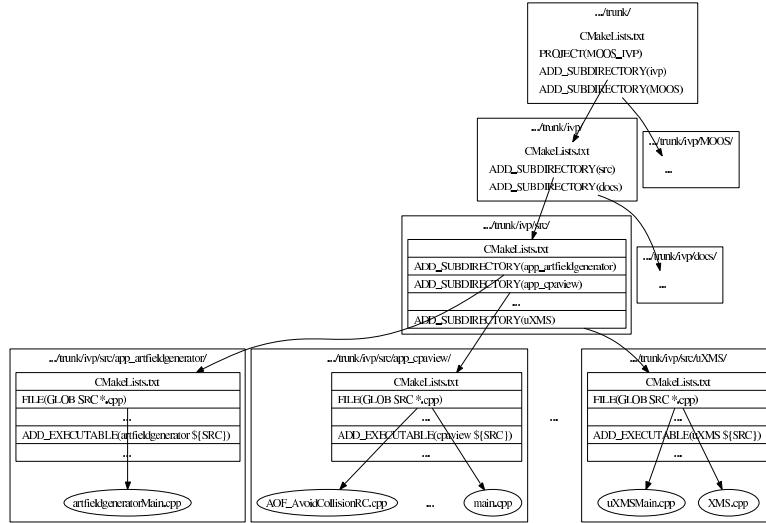 .../trunk/
CMakeLists.txt
PROJECT(MOOS_IVP)
ADD_SUBDIRECTORY(ivp)
ADD_SUBDIRECTORY(MOOS)
.../trunk/ivp/
CMakeLists.txt
ADD_SUBDIRECTORY(src)
ADD_SUBDIRECTORY(docs)
.../trunk/ivp/MOOS/
...
.../trunk/ivp/src/
CMakeLists.txt
ADD_SUBDIRECTORY(app_artfieldgenerator)
ADD_SUBDIRECTORY(app_cpaview)
...
ADD_SUBDIRECTORY(uXMS)
.../trunk/ivp/docs/
...
.../trunk/ivp/src/app_artfieldgenerator/
CMakeLists.txt
FILE(GLOB SRC *.cpp)
...
ADD_EXECUTABLE(artfieldgenerator ${SRC})
...
artfieldgeneratorMain.cpp
.../trunk/ivp/src/app_cpaview/
CMakeLists.txt
FILE(GLOB SRC *.cpp)
...
ADD_EXECUTABLE(cpaview ${SRC})
...
AOF_AvoidCollisionRC.cpp
...
main.cpp
...
.../trunk/ivp/src/uXMS/
CMakeLists.txt
FILE(GLOB SRC *.cpp)
...
ADD_EXECUTABLE(uXMS ${SRC})
...
uXMSMain.cpp
XMS.cpp